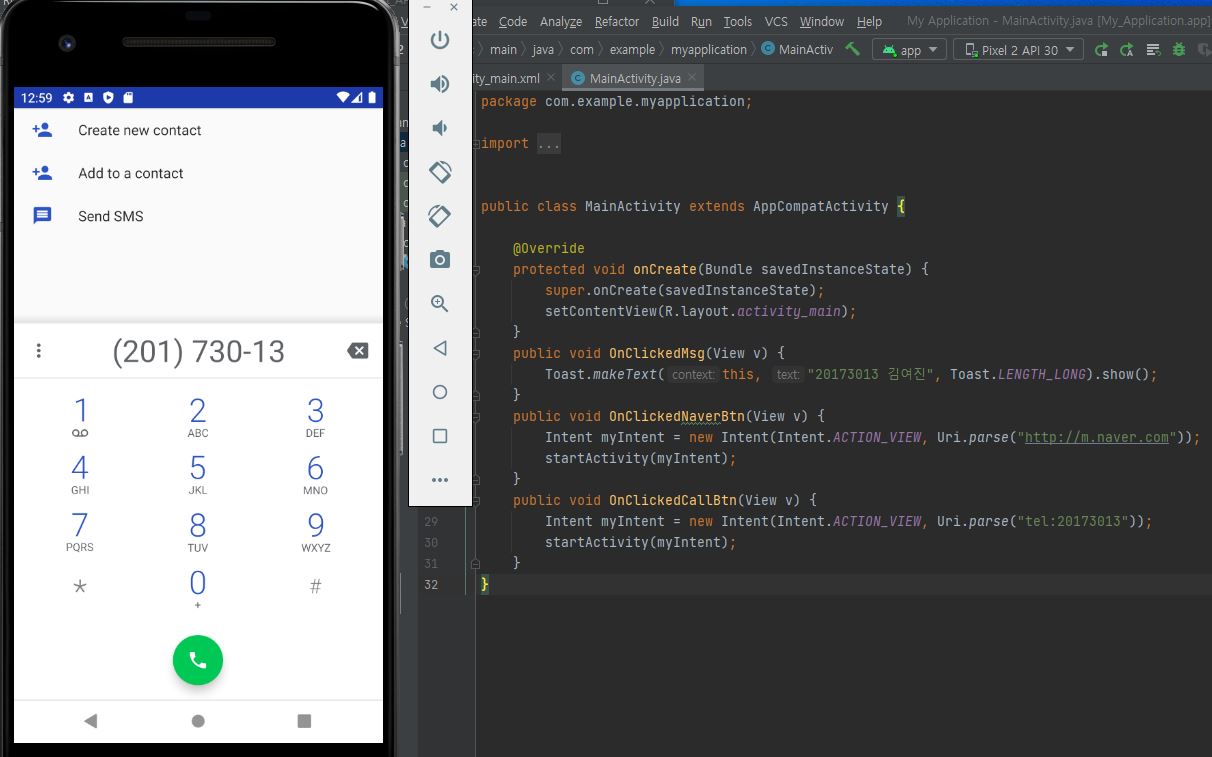 12:59
Create new contact
Add to a contact
Send SMS
(201) 730-13
1
2
ABC
3
DEF
4
GHI
5
JKL
6
MNO
7
PQRS
8
TUV
9
WXYZ
*
0
+
#
Code Analyze Refactor Build Run Tools VCS Window Help My Application - MainActivity.java [My_Application.app]
main java com example myapplication MainActiv app Pixel 2 API 30
ity_main.xml MainActivity.java
package com.example.myapplication;
import ...
public class MainActivity extends AppCompatActivity {
@Override
protected void onCreate(Bundle savedInstanceState) {
super.onCreate(savedInstanceState);
setContentView(R.layout.activity_main);
}
public void OnClickedMsg(View v) {
Toast.makeText( context: this, text: "20173013 김여진", Toast.LENGTH_LONG).show();
}
public void OnClickedNaverBtn(View v) {
Intent myIntent = new Intent(Intent.ACTION_VIEW, Uri.parse("http://m.naver.com"));
startActivity(myIntent);
}
public void OnClickedCallBtn(View v) {
29 Intent myIntent = new Intent(Intent.ACTION_VIEW, Uri.parse("tel:20173013"));
30 startActivity(myIntent);
31 }
32 }